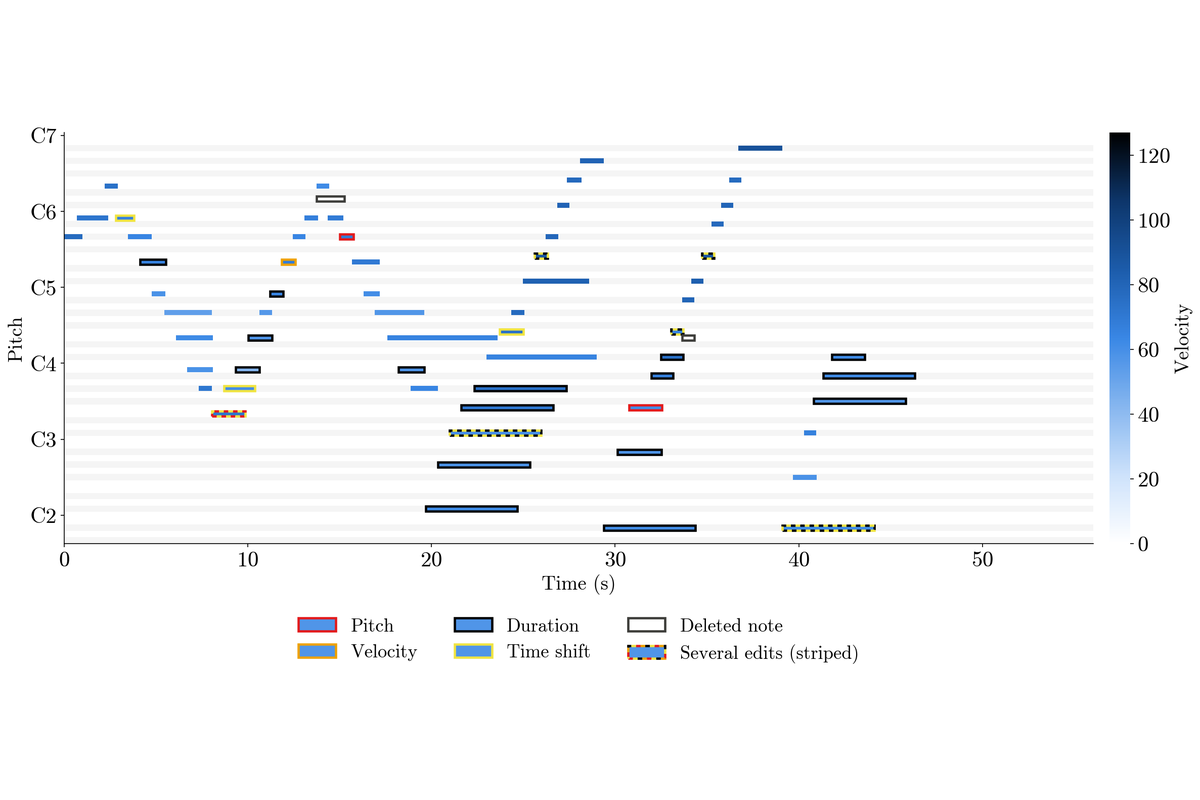 C7
C6
C5
C4
C3
C2
Pitch
0 10 20 30 40 50
Time (s)
120
100
80
60
40
20
0
Velocity
Pitch Duration Deleted note
Velocity Time shift Several edits (striped)